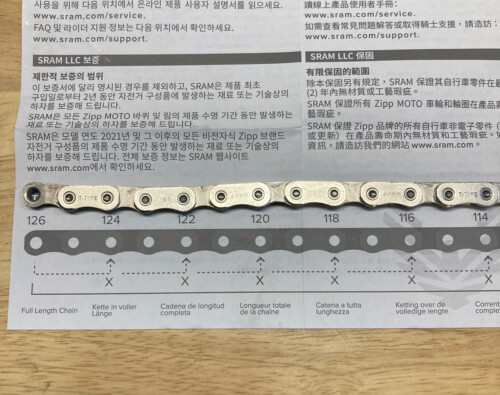 사용을 위해 다음 위치에서 온라인 제품 사용자 설명서를 읽으세요.
www.sram.com/service.
FAQ 및 라이더 지원 정보는 다음 위치에서 확인하세요.
www.sram.com/support.
SRAM LLC 보증
제한적 보증의 범위
이 보증서에 달리 명시된 경우를 제외하고, SRAM은 제품 최초
구입일로부터 2년 동안 자전거 구성품에 발생하는 재료 또는 기술상의
하자를 보증해 드립니다.
SRAM은 모든 Zipp MOTO 바퀴 및 림의 제품 수명 기간 동안 발생하는
재료 또는 기술상의 하자를 보증해 드립니다.
SRAM은 모델 연도 2021년 및 그 이후의 모든 비전자식 Zipp 브랜드
자전거 구성품의 제품 수명 기간 동안 발생하는 재료 또는 기술상의
하자를 보증해 드립니다. 전체 보증 정보는 SRAM 웹사이트
www.sram.com에서 확인하세요.
請線上產品使用者手冊：
www.sram.com/service.
如需查看常見問題解答或取得騎士支援，請造訪：
www.sram.com/support.
SRAM LLC 保固
有限保固的範圍
除本保固另有規定，SRAM 保證其自行車零件在最
(2) 年內無材質和工藝瑕疵。
SRAM 保證所有 Zipp MOTO 車輪和輪圈在產品
藝瑕疵。
SRAM 保證 Zipp 品牌的所有自行車非電子零件 (
或更新）在產品壽命期內無材質和工藝瑕疵。
資訊，請造訪我們的網站 www.sram.com。
T-TYPE
T-TYPE
126 124 122 120 118 116 114
X X X X X X
Full Length Chain
Kette in voller
Länge
Cadena de longitud
completa
Longueur totale
de la chaîne
Catena a tutta
lunghezza
Ketting over de
volledige lengte
Corrent
complet